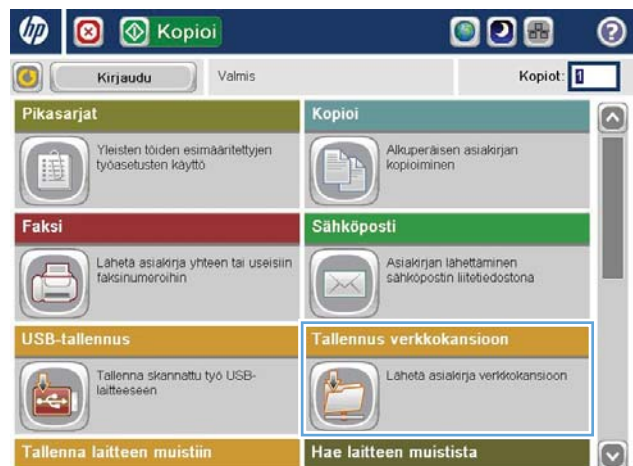 hp
Kopioi
?
Kirjaudu
Valmis
Kopiot: 1
Pikasarjat
Yleisten töiden esimääritettyjen
työasetusten käyttö
Kopioi
Alkuperäisen asiakirjan
kopioiminen
Faksi
Lähetä asiakirja yhteen tai useisiin
faksinumeroihin
Sähköposti
Asiakirjan lähettäminen
sähköpostin liitetiedostona
USB-tallennus
Tallenna skannattu työ USB-
laitteeseen
Tallennus verkkokansioon
Lähetä asiakirja verkkokansioon
Tallenna laitteen muistiin
Hae laitteen muistista